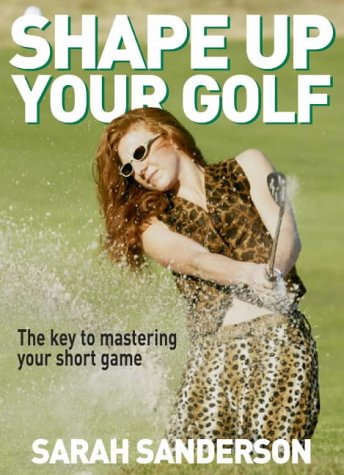 SHAPE UP
YOUR GOLF
The key to mastering
your short game
SARAH SANDERSON